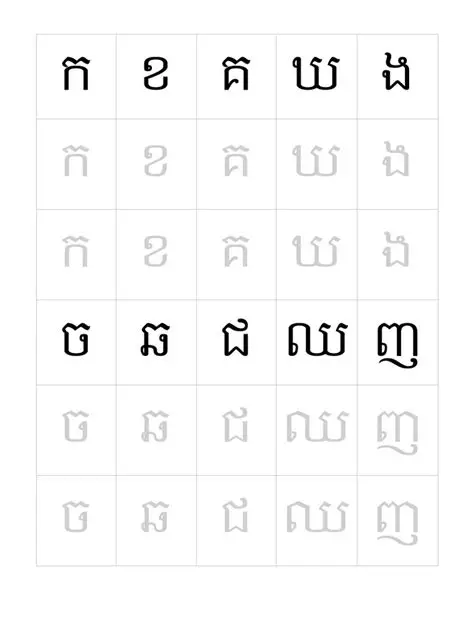 ក ខ គ ឃ ង
ក ខ គ ឃ ង
ក ខ គ ឃ ង
ច ឆ ជ ឈ ញ
ច ឆ ជ ឈ ញ
ច ឆ ជ ឈ ញ